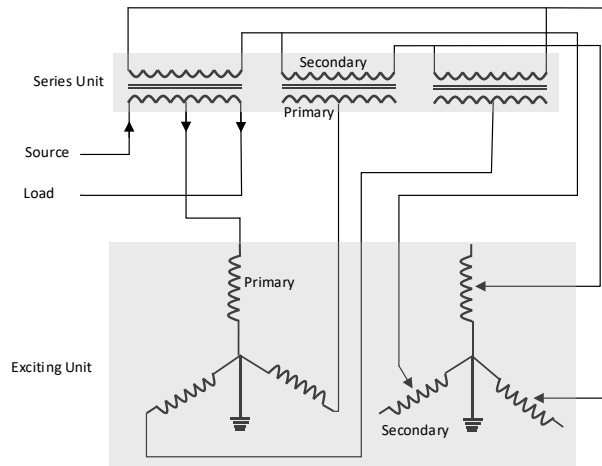 Secondary
Series Unit
Primary
Source
Load
Primary
Exciting Unit
Secondary